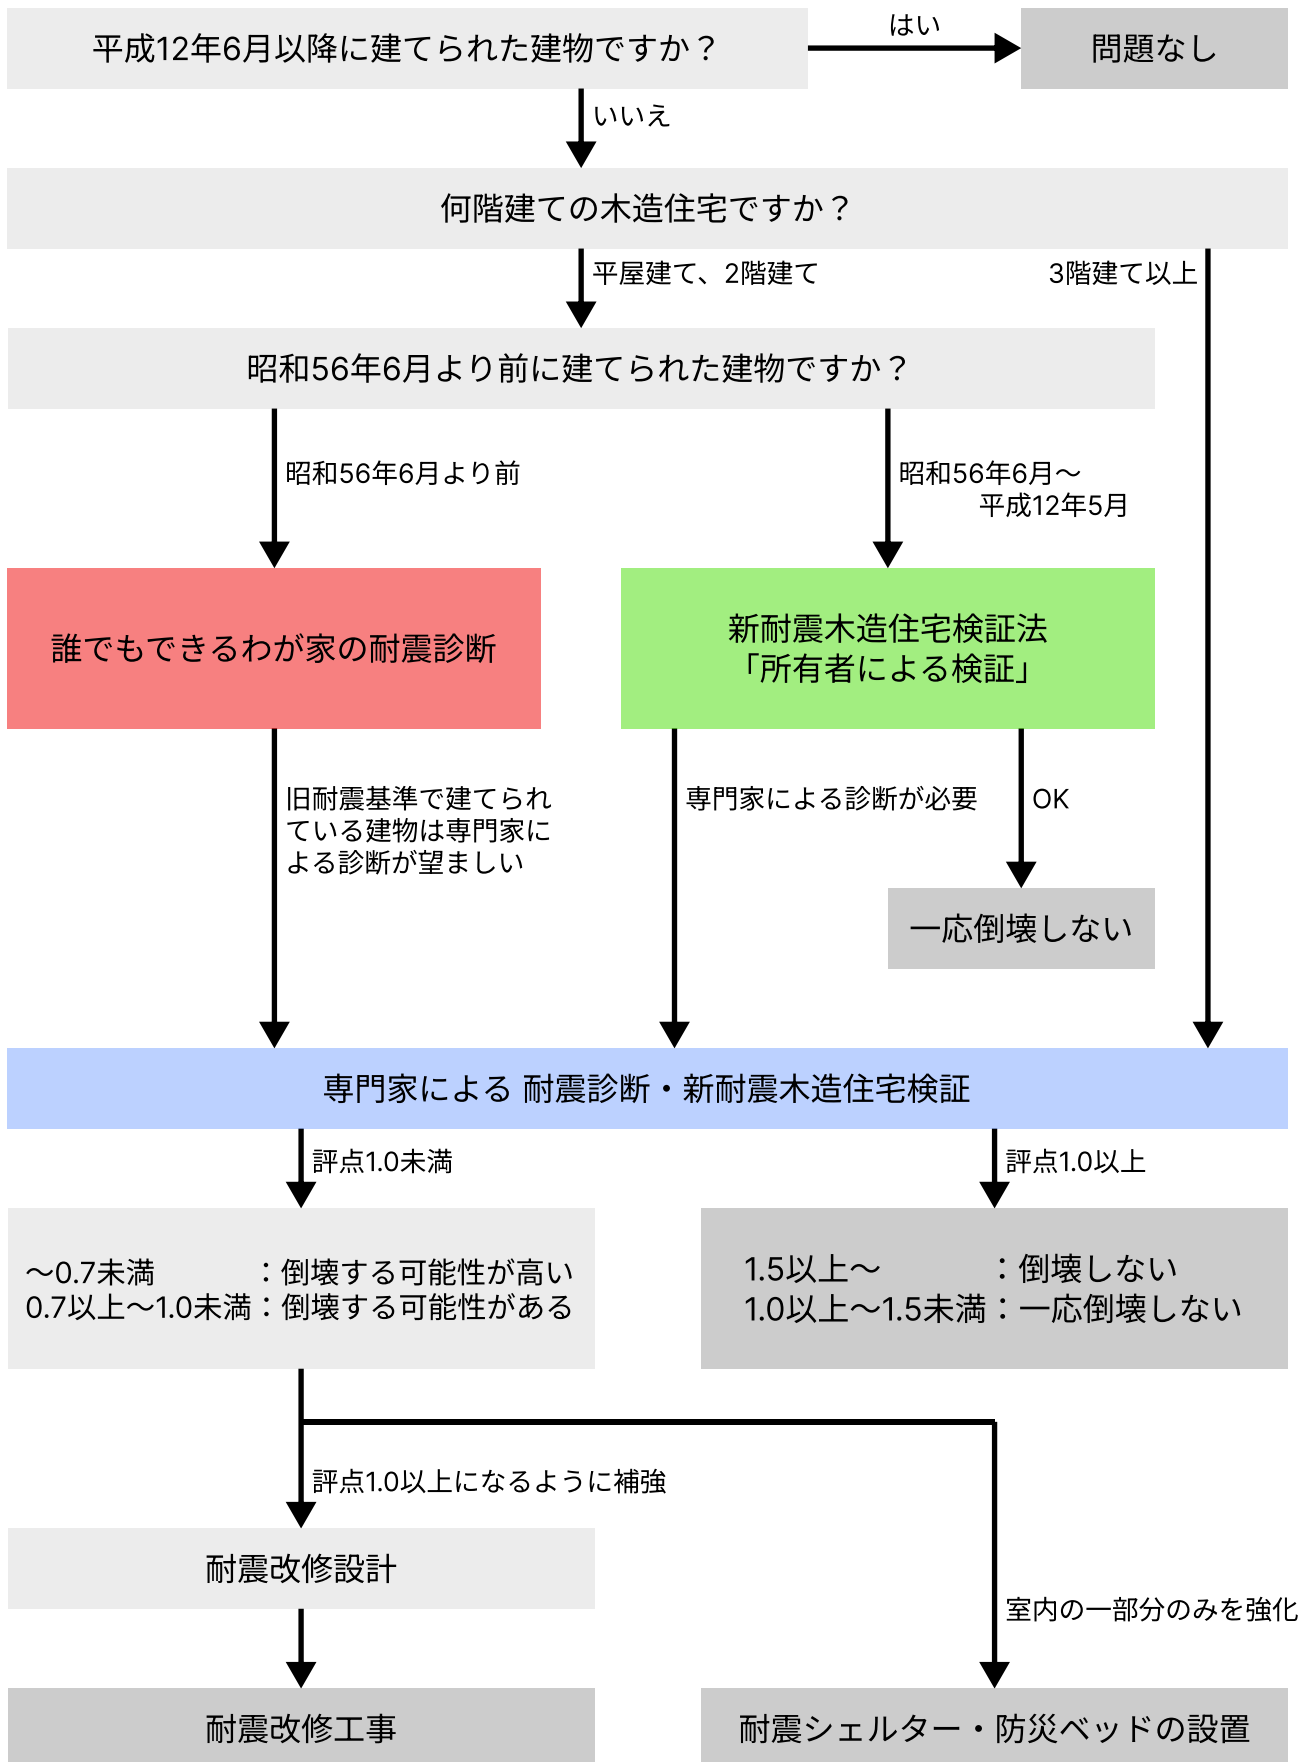 平成12年6月以降に建てられた建物ですか？
はい
問題なし
いいえ
何階建ての木造住宅ですか？
平屋建て、2階建て
3階建て以上
昭和56年6月より前に建てられた建物ですか？
昭和56年6月より前
昭和56年6月〜
平成12年5月
誰でもできるわが家の耐震診断
新耐震木造住宅検証法
「所有者による検証」
旧耐震基準で建てられ
ている建物は専門家に
よる診断が望ましい
専門家による診断が必要
OK
一応倒壊しない
専門家による 耐震診断・新耐震木造住宅検証
評点1.0未満
評点1.0以上
〜0.7未満　　　：倒壊する可能性が高い
0.7以上〜1.0未満：倒壊する可能性がある
1.5以上〜　　　：倒壊しない
1.0以上〜1.5未満：一応倒壊しない
評点1.0以上になるように補強
耐震改修設計
室内の一部分のみを強化
耐震改修工事
耐震シェルター・防災ベッドの設置